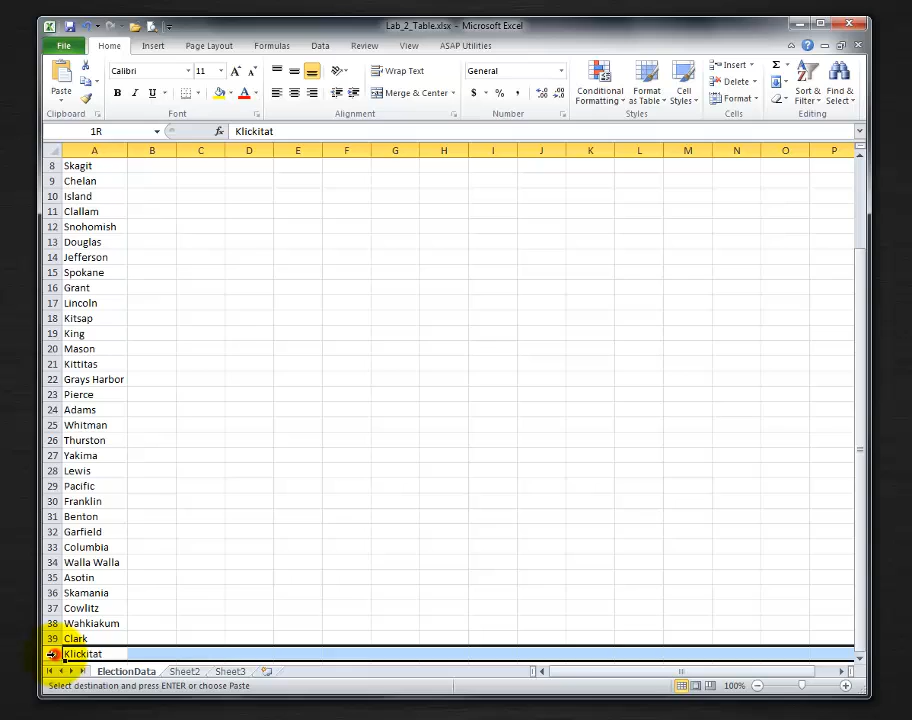 Lab_2_Table.xlsx - Microsoft Excel
File Home Insert Page Layout Formulas Data Review View ASAP Utilities
Paste Calibri 11 B I U Wrap Text Merge & Center General $ % , Conditional Formatting Format as Table Cell Styles Insert Delete Format Σ Sort & Filter Find & Select
Clipboard Font Alignment Number Styles Cells Editing
1R fx Klickitat
A B C D E F G H I J K L M N O P
8 Skagit
9 Chelan
10 Island
11 Clallam
12 Snohomish
13 Douglas
14 Jefferson
15 Spokane
16 Grant
17 Lincoln
18 Kitsap
19 King
20 Mason
21 Kittitas
22 Grays Harbor
23 Pierce
24 Adams
25 Whitman
26 Thurston
27 Yakima
28 Lewis
29 Pacific
30 Franklin
31 Benton
32 Garfield
33 Columbia
34 Walla Walla
35 Asotin
36 Skamania
37 Cowlitz
38 Wahkiakum
39 Clark
Klickitat
ElectionData Sheet2 Sheet3
Select destination and press ENTER or choose Paste 100%